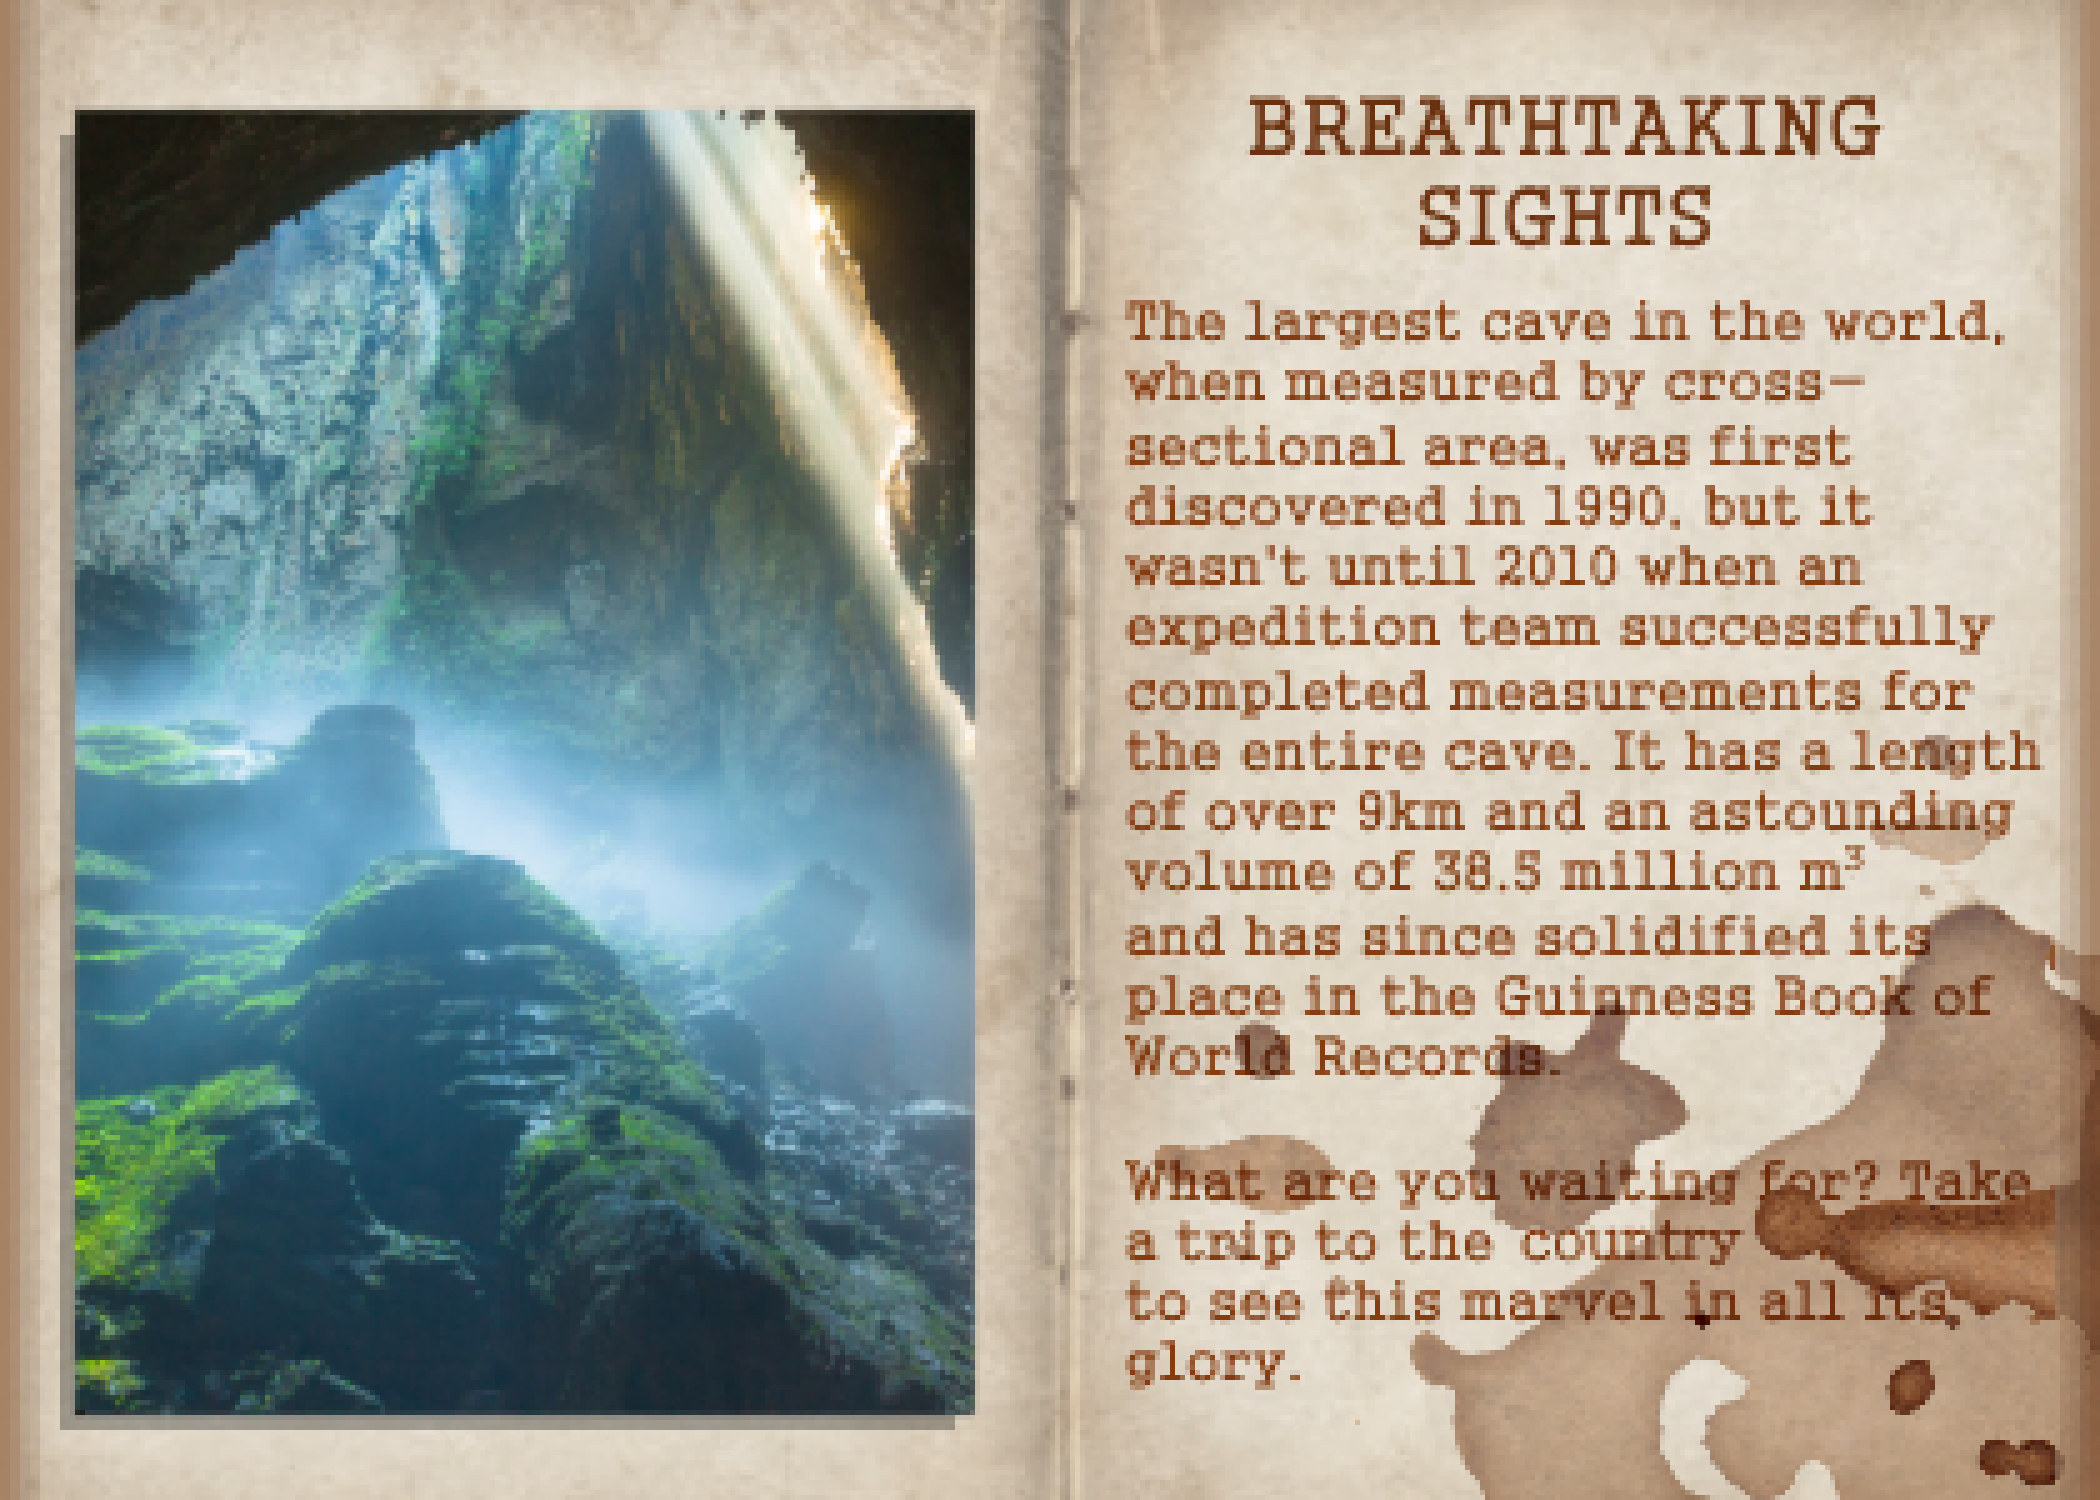 BREATHTAKING
SIGHTS
The largest cave in the world,
when measured by cross-
sectional area, was first
discovered in 1990, but it
wasn't until 2010 when an
expedition team successfully
completed measurements for
the entire cave. It has a length
of over 9km and an astounding
volume of 38.5 million m³
and has since solidified its
place in the Guinness Book of
World Records.
What are you waiting for? Take
a trip to the country
to see this marvel in all its
glory.